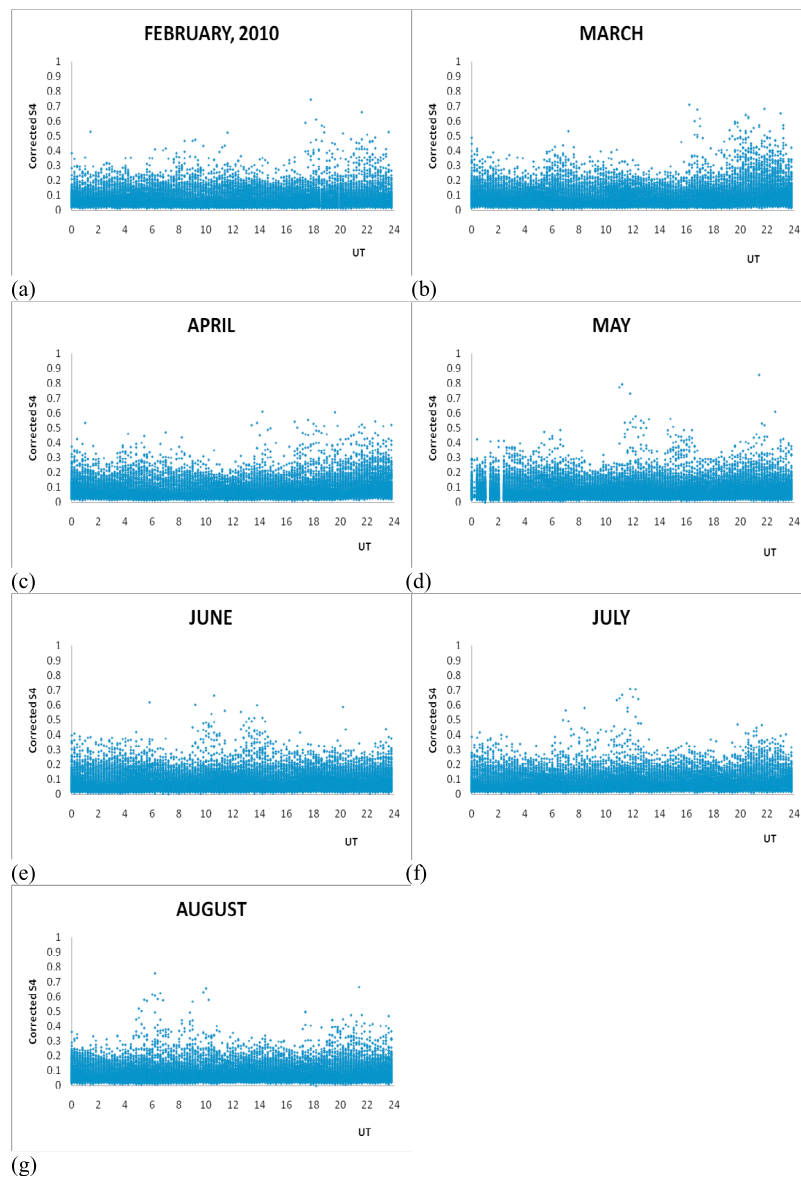 FEBRUARY, 2010
Corrected S4
1
0.9
0.8
0.7
0.6
0.5
0.4
0.3
0.2
0.1
0
0 2 4 6 8 10 12 14 16 18 20 22 24
UT
(a)
MARCH
Corrected S4
1
0.9
0.8
0.7
0.6
0.5
0.4
0.3
0.2
0.1
0
0 2 4 6 8 10 12 14 16 18 20 22 24
UT
(b)
APRIL
Corrected S4
1
0.9
0.8
0.7
0.6
0.5
0.4
0.3
0.2
0.1
0
0 2 4 6 8 10 12 14 16 18 20 22 24
UT
(c)
MAY
Corrected S4
1
0.9
0.8
0.7
0.6
0.5
0.4
0.3
0.2
0.1
0
0 2 4 6 8 10 12 14 16 18 20 22 24
UT
(d)
JUNE
Corrected S4
1
0.9
0.8
0.7
0.6
0.5
0.4
0.3
0.2
0.1
0
0 2 4 6 8 10 12 14 16 18 20 22 24
UT
(e)
JULY
Corrected S4
1
0.9
0.8
0.7
0.6
0.5
0.4
0.3
0.2
0.1
0
0 2 4 6 8 10 12 14 16 18 20 22 24
UT
(f)
AUGUST
Corrected S4
1
0.9
0.8
0.7
0.6
0.5
0.4
0.3
0.2
0.1
0
0 2 4 6 8 10 12 14 16 18 20 22 24
UT
(g)